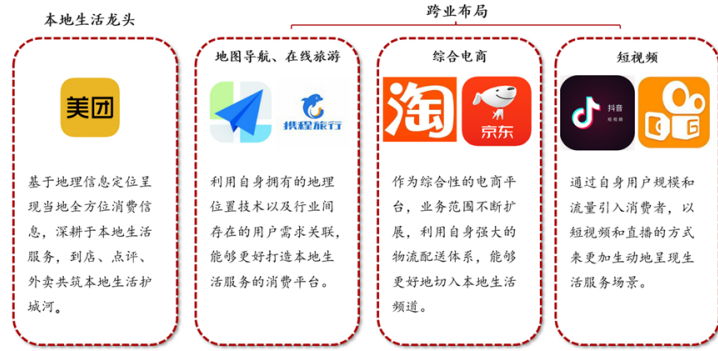 本地生活龙头
跨业布局
地图导航、在线旅游
综合电商
短视频
美团
携程旅行
淘
京东
抖音
短视频
基于地理信息定位呈
现当地全方位消费信
息，深耕于本地生活
服务，到店、点评、
外卖共筑本地生活护
城河。
利用自身拥有的地理
位置技术以及行业间
存在的用户需求关联，
能够更好打造本地生
活服务的消费平台。
作为综合性的电商平
台，业务范围不断扩
展，利用自身强大的
物流配送体系，能够
更好地切入本地生活
频道。
通过自身用户规模和
流量引入消费者，以
短视频和直播的方式
来更加生动地呈现生
活服务场景。